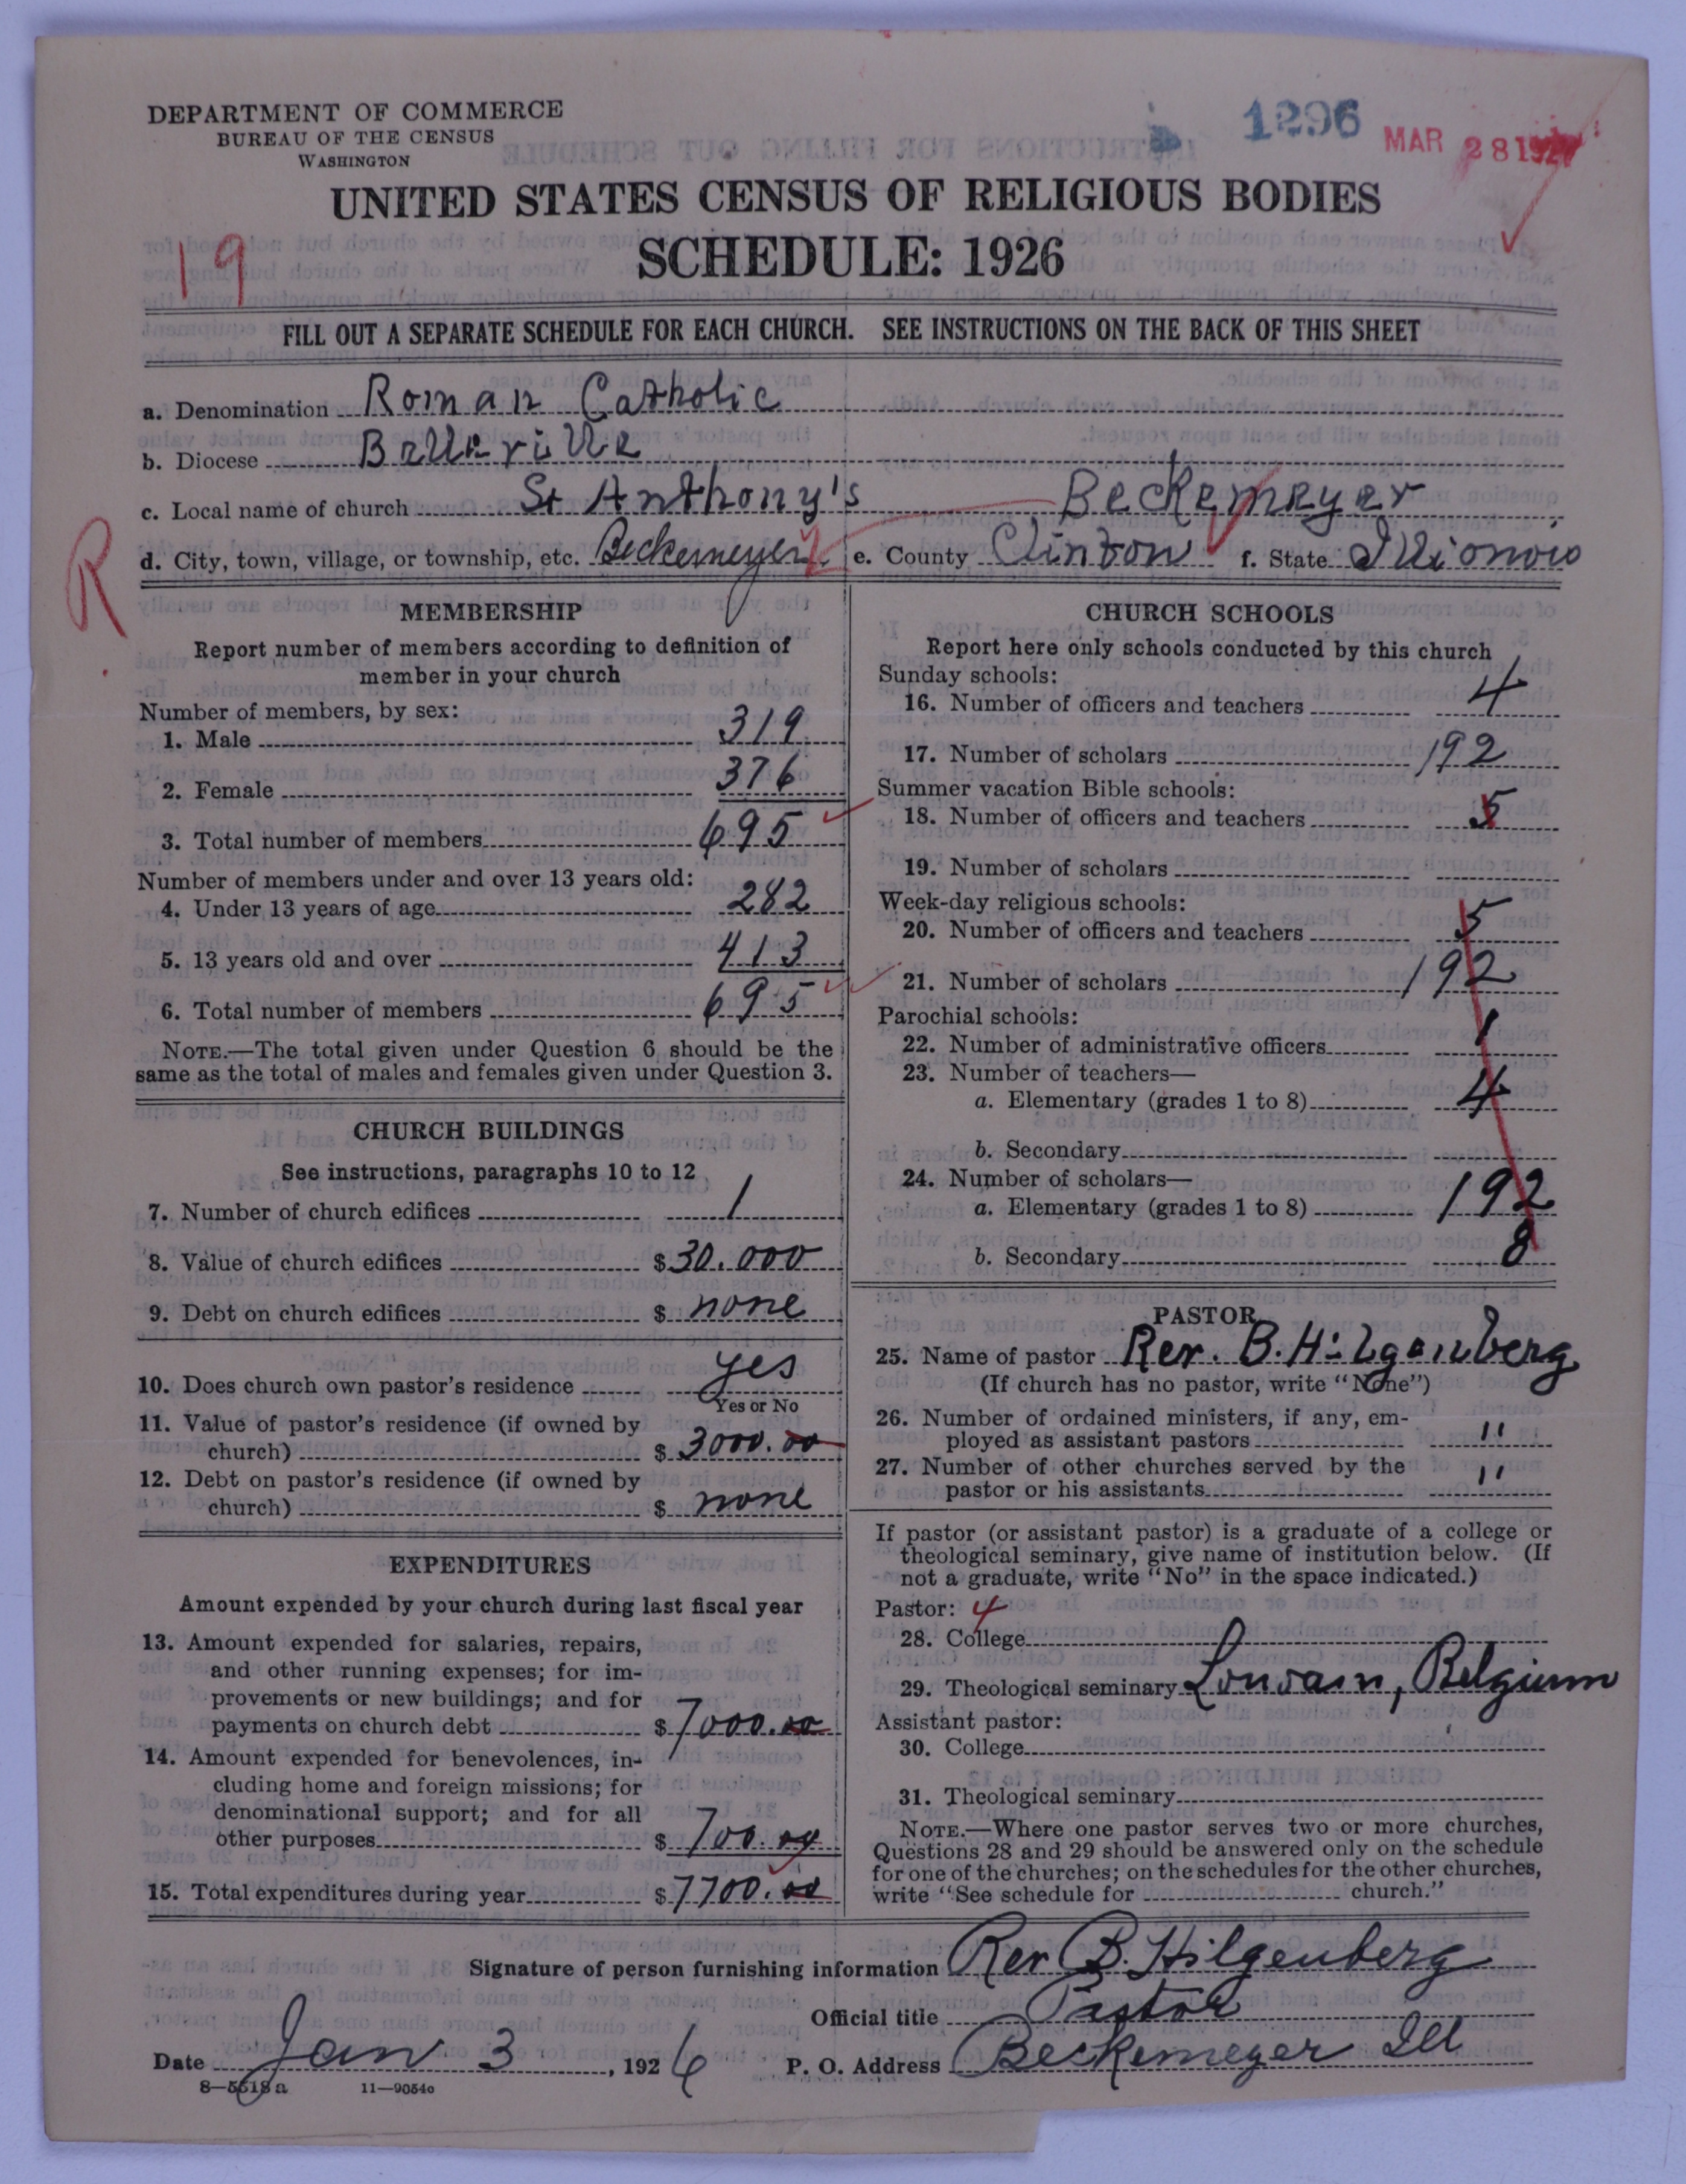 DEPARTMENT OF COMMERCE
BUREAU OF THE CENSUS
WASHINGTON
1296
MAR 28 1927
UNITED STATES CENSUS OF RELIGIOUS BODIES
19
SCHEDULE: 1926
FILL OUT A SEPARATE SCHEDULE FOR EACH CHURCH. SEE INSTRUCTIONS ON THE BACK OF THIS SHEET
a. Denomination Roman Catholic
b. Diocese Belleville
c. Local name of church St Anthony's Beckemeyer
R
d. City, town, village, or township, etc. Beckemeyer e. County Clinton f. State Illionois
MEMBERSHIP
Report number of members according to definition of
member in your church
Number of members, by sex:
1. Male 319
2. Female 376
3. Total number of members 695
Number of members under and over 13 years old:
4. Under 13 years of age 282
5. 13 years old and over 413
6. Total number of members 695
NOTE.—The total given under Question 6 should be the
same as the total of males and females given under Question 3.
CHURCH BUILDINGS
See instructions, paragraphs 10 to 12
7. Number of church edifices 1
8. Value of church edifices $30.000
9. Debt on church edifices $ none
10. Does church own pastor's residence yes
Yes or No
11. Value of pastor's residence (if owned by
church) $ 3000.00
12. Debt on pastor's residence (if owned by
church) $ none
EXPENDITURES
Amount expended by your church during last fiscal year
13. Amount expended for salaries, repairs,
and other running expenses; for im-
provements or new buildings; and for
payments on church debt $7000.00
14. Amount expended for benevolences, in-
cluding home and foreign missions; for
denominational support; and for all
other purposes $ 700.00
15. Total expenditures during year $7700.00
CHURCH SCHOOLS
Report here only schools conducted by this church
Sunday schools:
16. Number of officers and teachers 4
17. Number of scholars 192
Summer vacation Bible schools:
18. Number of officers and teachers 5
19. Number of scholars
Week-day religious schools:
20. Number of officers and teachers 5
21. Number of scholars 192
Parochial schools:
22. Number of administrative officers 1
23. Number of teachers—
a. Elementary (grades 1 to 8) 4
b. Secondary
24. Number of scholars—
a. Elementary (grades 1 to 8) 192
b. Secondary 8
PASTOR
25. Name of pastor Rev. B. Hilgenberg
(If church has no pastor, write "None")
26. Number of ordained ministers, if any, em-
ployed as assistant pastors "
27. Number of other churches served by the
pastor or his assistants "
If pastor (or assistant pastor) is a graduate of a college or
theological seminary, give name of institution below. (If
not a graduate, write "No" in the space indicated.)
Pastor: 4
28. College
29. Theological seminary Louvain, Belgium
Assistant pastor:
30. College
31. Theological seminary
NOTE.—Where one pastor serves two or more churches,
Questions 28 and 29 should be answered only on the schedule
for one of the churches; on the schedules for the other churches,
write "See schedule for church."
Signature of person furnishing information Rev B. Hilgenberg
Official title Pastor
Date Jan 3, 1926 P. O. Address Beckemeyer Ill
8—5518a 11—9054o